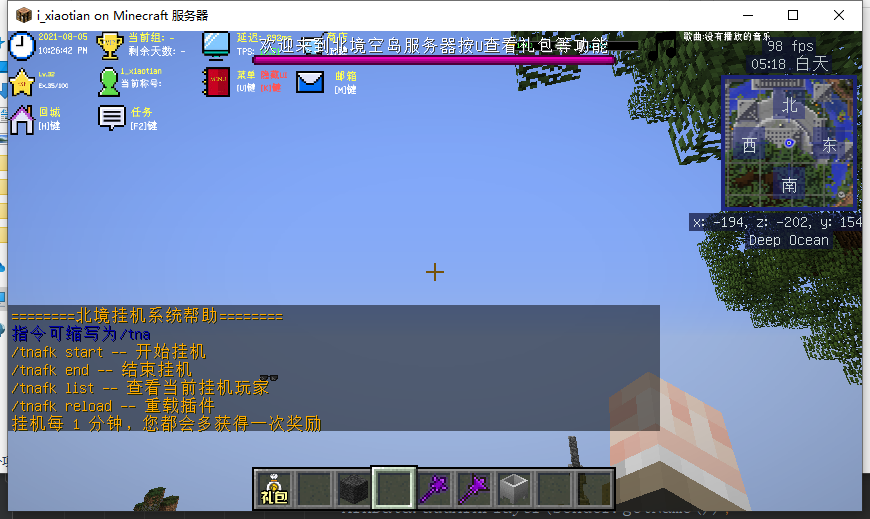 i_xiaotian on Minecraft 服务器
2021-08-05
10:26:42 PM
当前组: -
剩余天数: -
TPS:
欢迎来到北境空岛服务器按U查看礼包等功能
歌曲:没有播放的音乐
98 fps
05:18 白天
Lv.32
Ex.35/100
i_xiaotian
当前称号:
MENU
菜单
[U]键
邮箱
[M]键
回城
[H]键
任务
[F2]键
北
西
东
南
x: -194, z: -202, y: 154
Deep Ocean
========北境挂机系统帮助========
指令可缩写为/tna
/tnafk start -- 开始挂机
/tnafk end -- 结束挂机
/tnafk list -- 查看当前挂机玩家
/tnafk reload -- 重载插件
挂机每 1 分钟，您都会多获得一次奖励
礼包